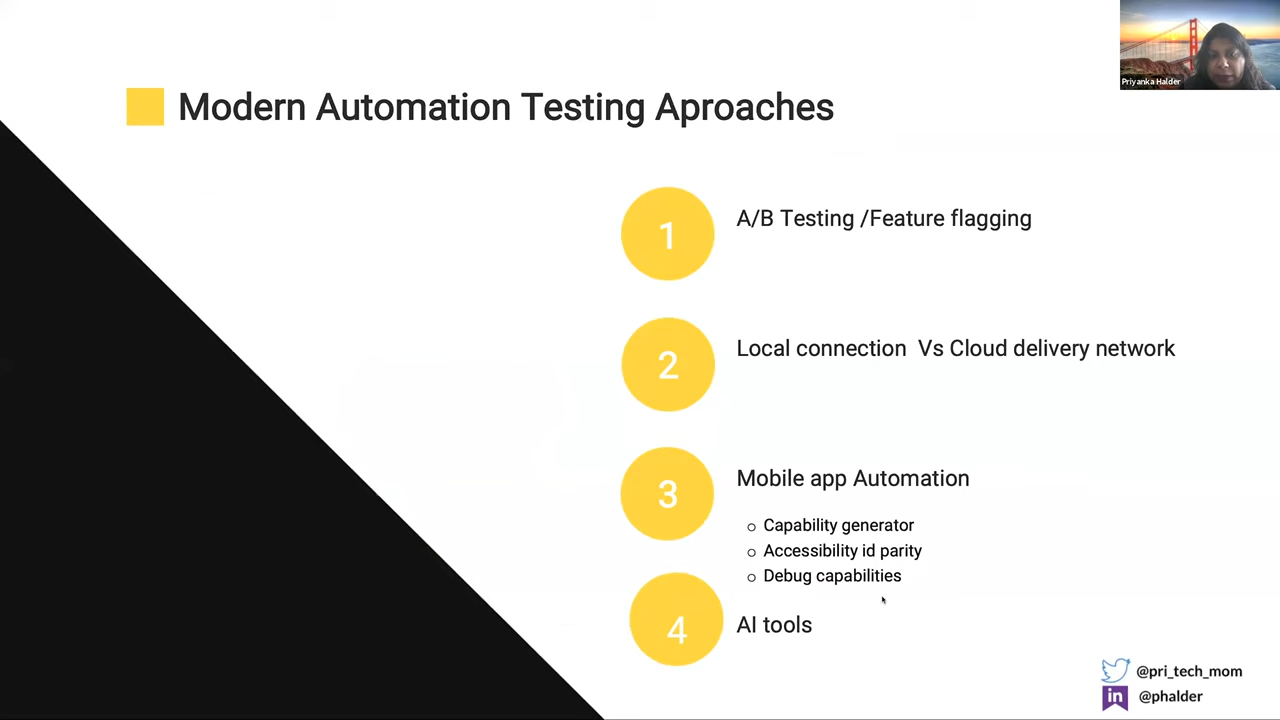 Priyanka Halder
Modern Automation Testing Aproaches
1
A/B Testing /Feature flagging
2
Local connection Vs Cloud delivery network
3
Mobile app Automation
Capability generator
Accessibility id parity
Debug capabilities
4
AI tools
@pri_tech_mom
in @phalder